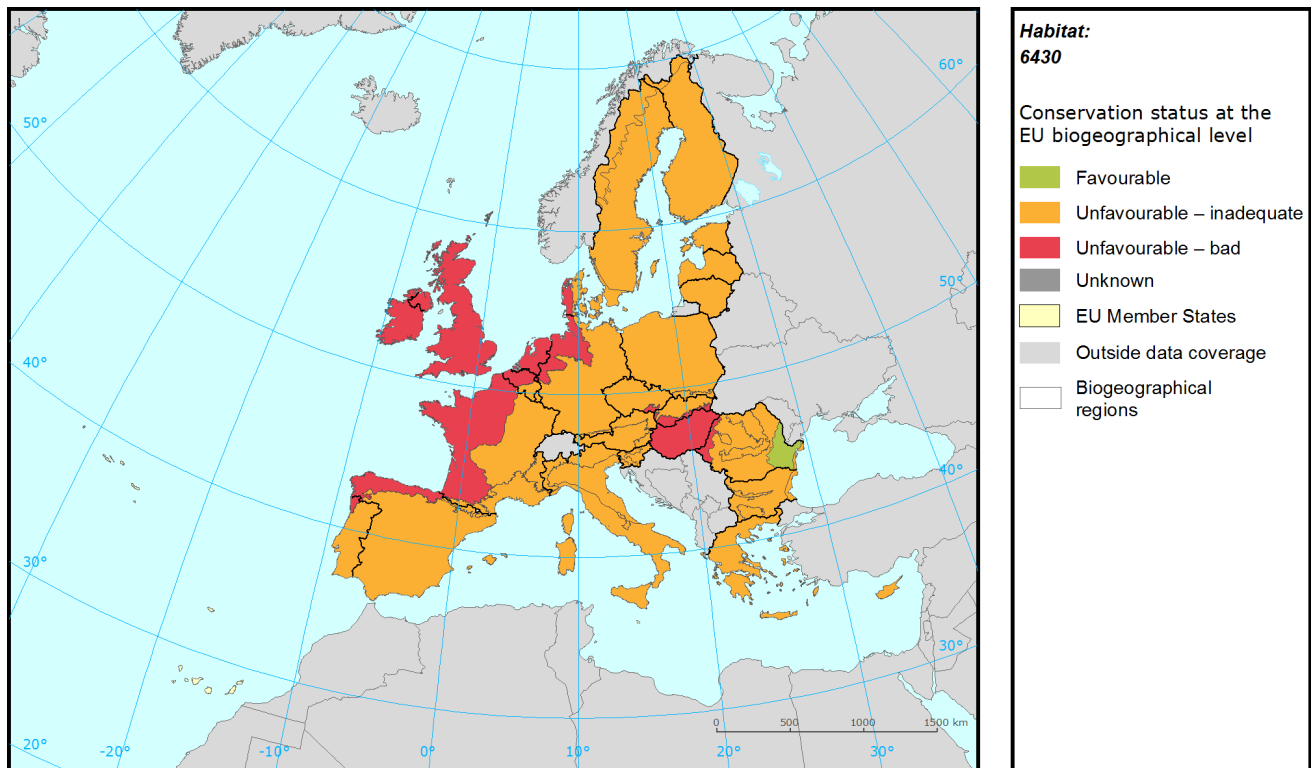 Habitat:
6430
Conservation status at the
EU biogeographical level
Favourable
Unfavourable – inadequate
Unfavourable – bad
Unknown
EU Member States
Outside data coverage
Biogeographical
regions
60°
50°
50°
40°
40°
30°
30°
0 500 1000 1500 km
20° -20° -10° 0° 10° 20° 30°